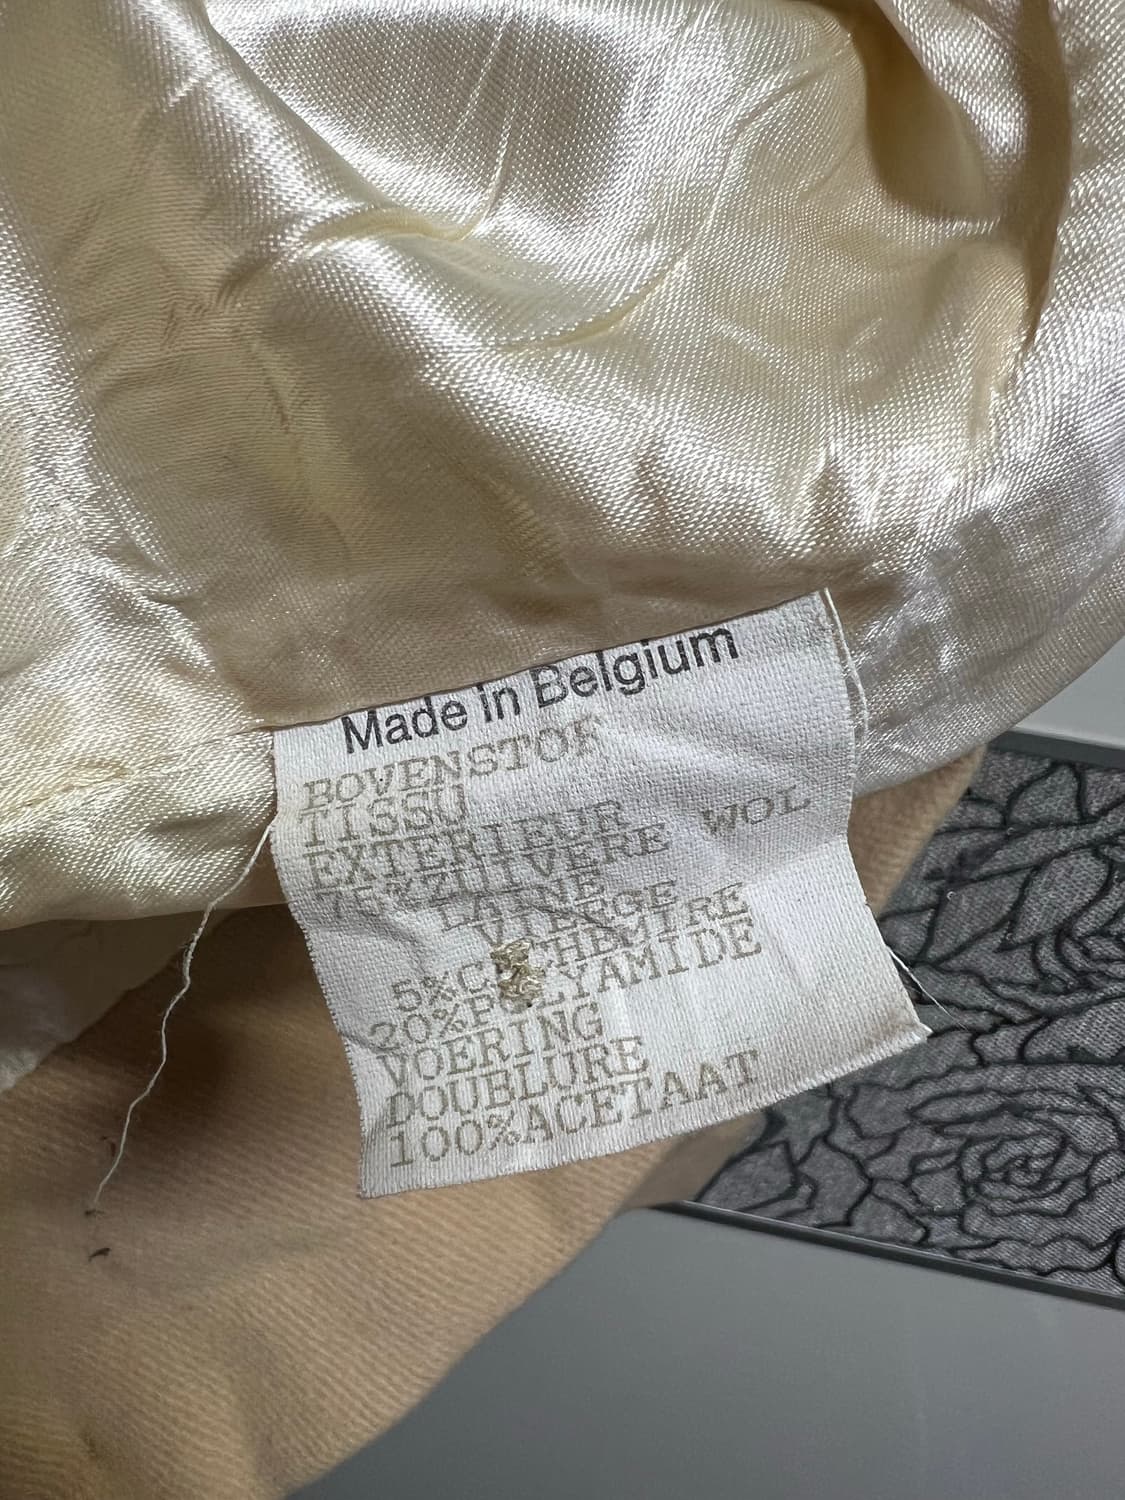 Made in Belgium
BOVENSTOF
TISSU
EXTERIEUR
75%ZUIVERE WOL
LAINE
VIERGE
5%CACHEMIRE
20%POLYAMIDE
VOERING
DOUBLURE
100%ACETAAT